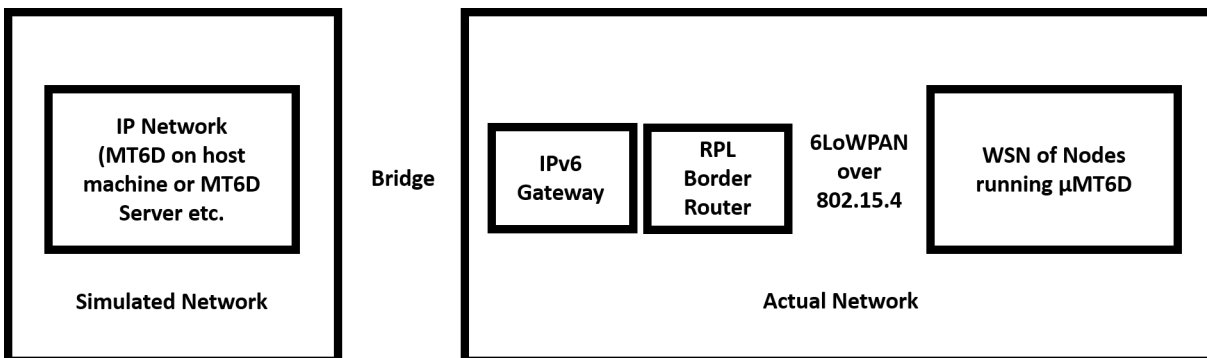 IP Network
(MT6D on host
machine or MT6D
Server etc.
Simulated Network
Bridge
IPv6
Gateway
RPL
Border
Router
6LoWPAN
over
802.15.4
WSN of Nodes
running μMT6D
Actual Network